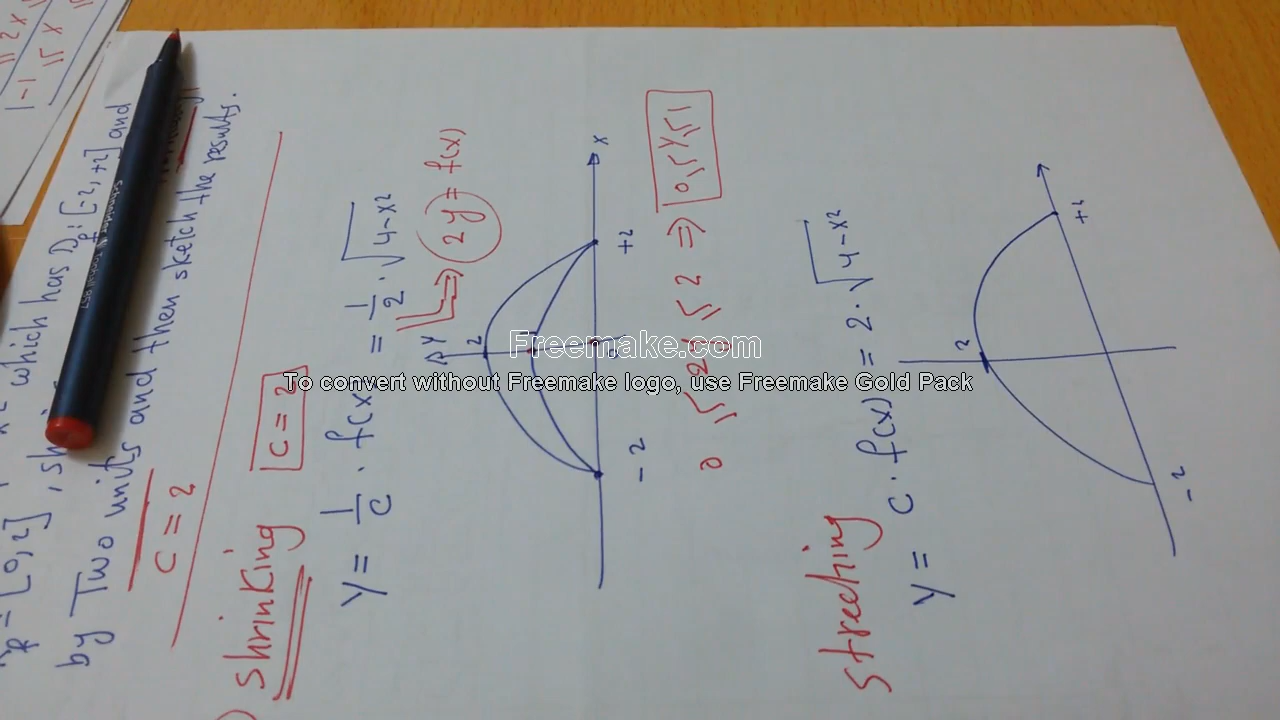 = [0,2], which has D_f: [-2,+2] and
by Two units and then sketch the results.
C = 2
shrinking C = 2
y = 1/C · f(x) = 1/2 · √4-x²
⇒ 2y = f(x)
y
x
2
-2
+2
0 ≤ 2y ≤ 2 ⇒ 0 ≤ y ≤ 1
streching
y = C · f(x) = 2 · √4-x²
2
-2
+2
Freemake.com
To convert without Freemake logo, use Freemake Gold Pack